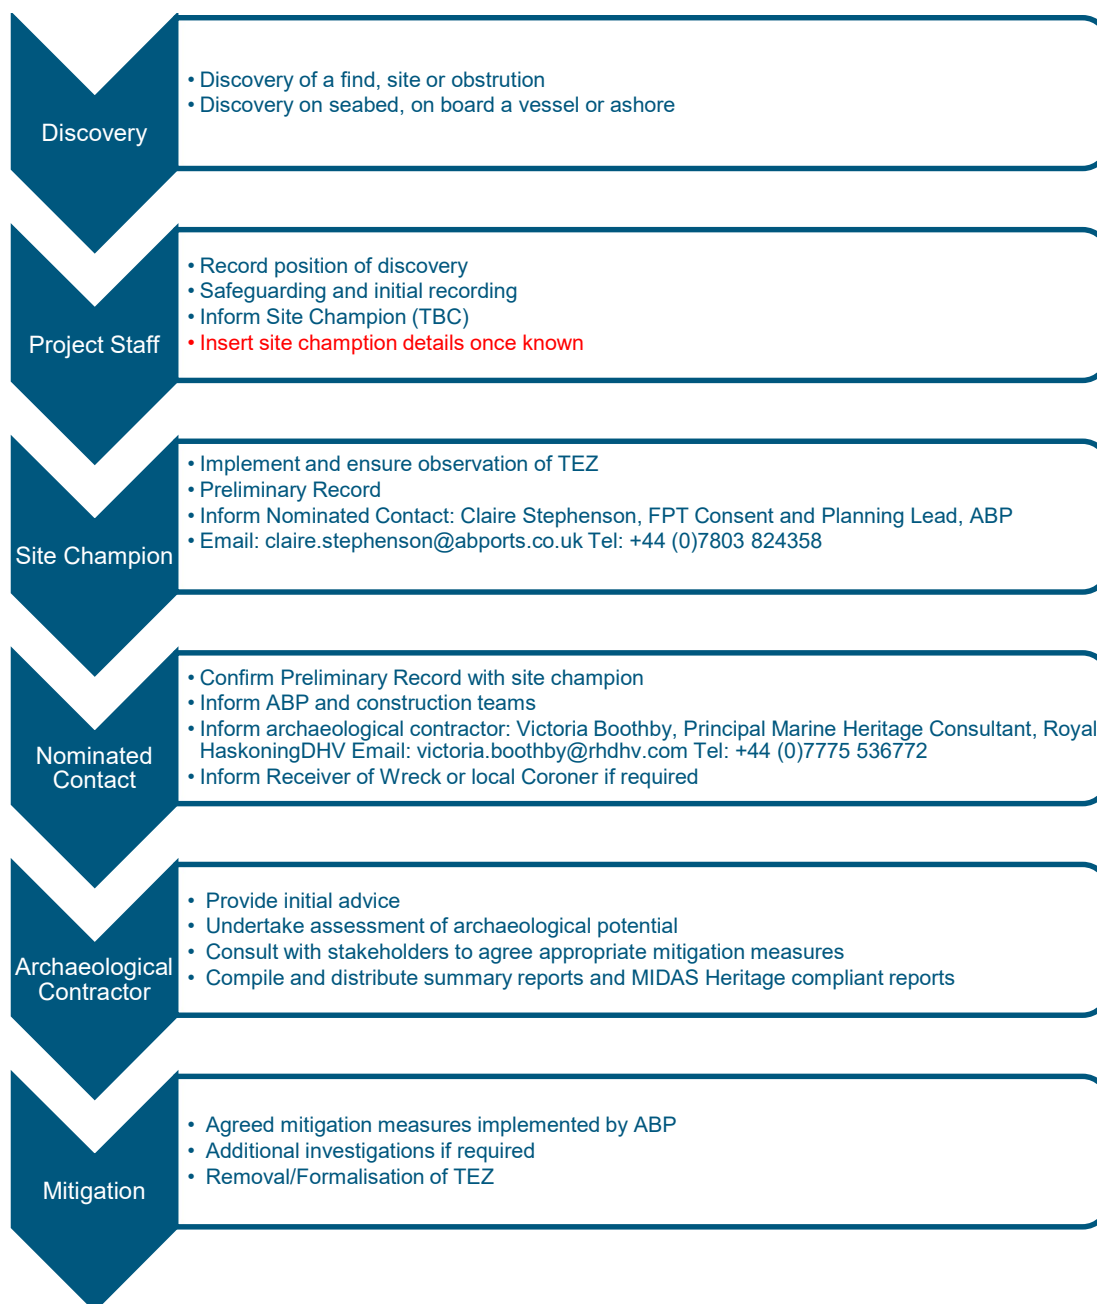 Discovery
• Discovery of a find, site or obstrution
• Discovery on seabed, on board a vessel or ashore
Project Staff
• Record position of discovery
• Safeguarding and initial recording
• Inform Site Champion (TBC)
• Insert site chamption details once known
Site Champion
• Implement and ensure observation of TEZ
• Preliminary Record
• Inform Nominated Contact: Claire Stephenson, FPT Consent and Planning Lead, ABP
• Email: claire.stephenson@abports.co.uk Tel: +44 (0)7803 824358
Nominated
Contact
• Confirm Preliminary Record with site champion
• Inform ABP and construction teams
• Inform archaeological contractor: Victoria Boothby, Principal Marine Heritage Consultant, Royal
HaskoningDHV Email: victoria.boothby@rhdhv.com Tel: +44 (0)7775 536772
• Inform Receiver of Wreck or local Coroner if required
Archaeological
Contractor
• Provide initial advice
• Undertake assessment of archaeological potential
• Consult with stakeholders to agree appropriate mitigation measures
• Compile and distribute summary reports and MIDAS Heritage compliant reports
Mitigation
• Agreed mitigation measures implemented by ABP
• Additional investigations if required
• Removal/Formalisation of TEZ